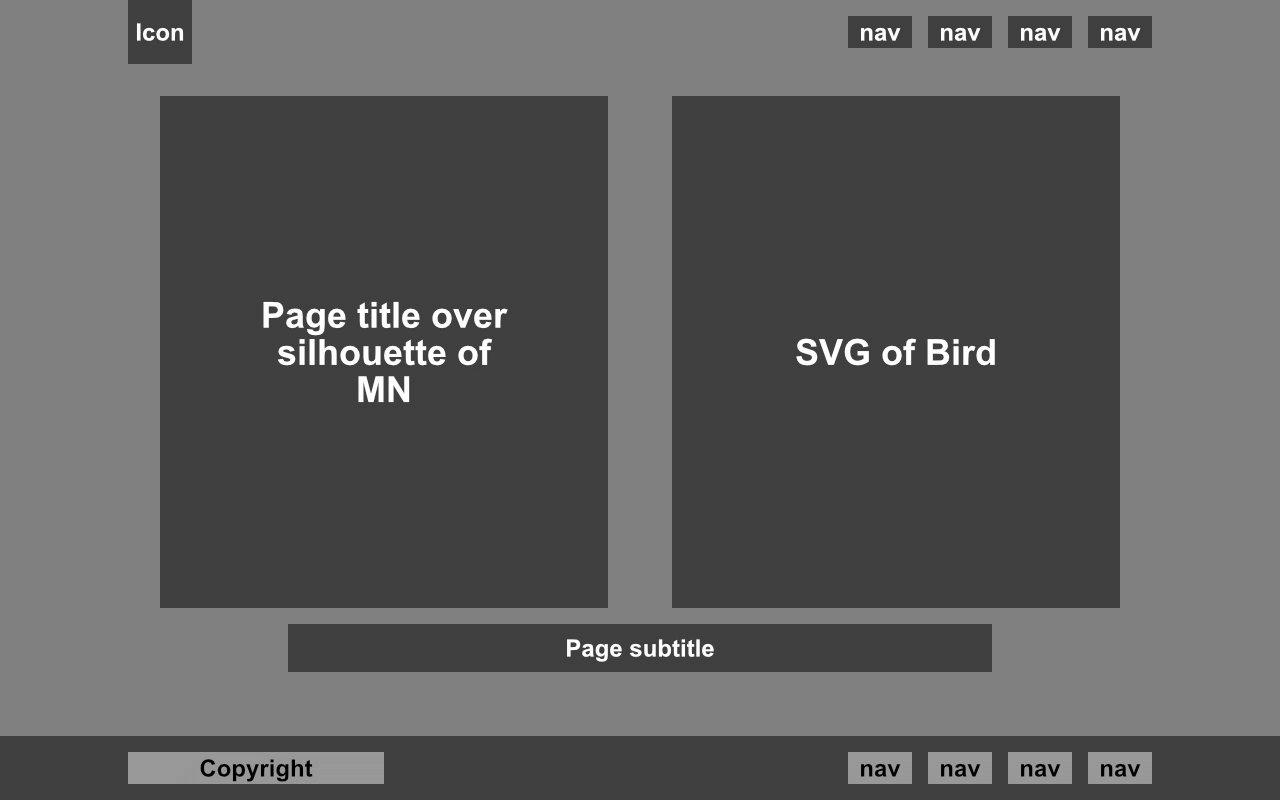 Icon
nav nav nav nav
Page title over
silhouette of
MN
SVG of Bird
Page subtitle
Copyright
nav nav nav nav